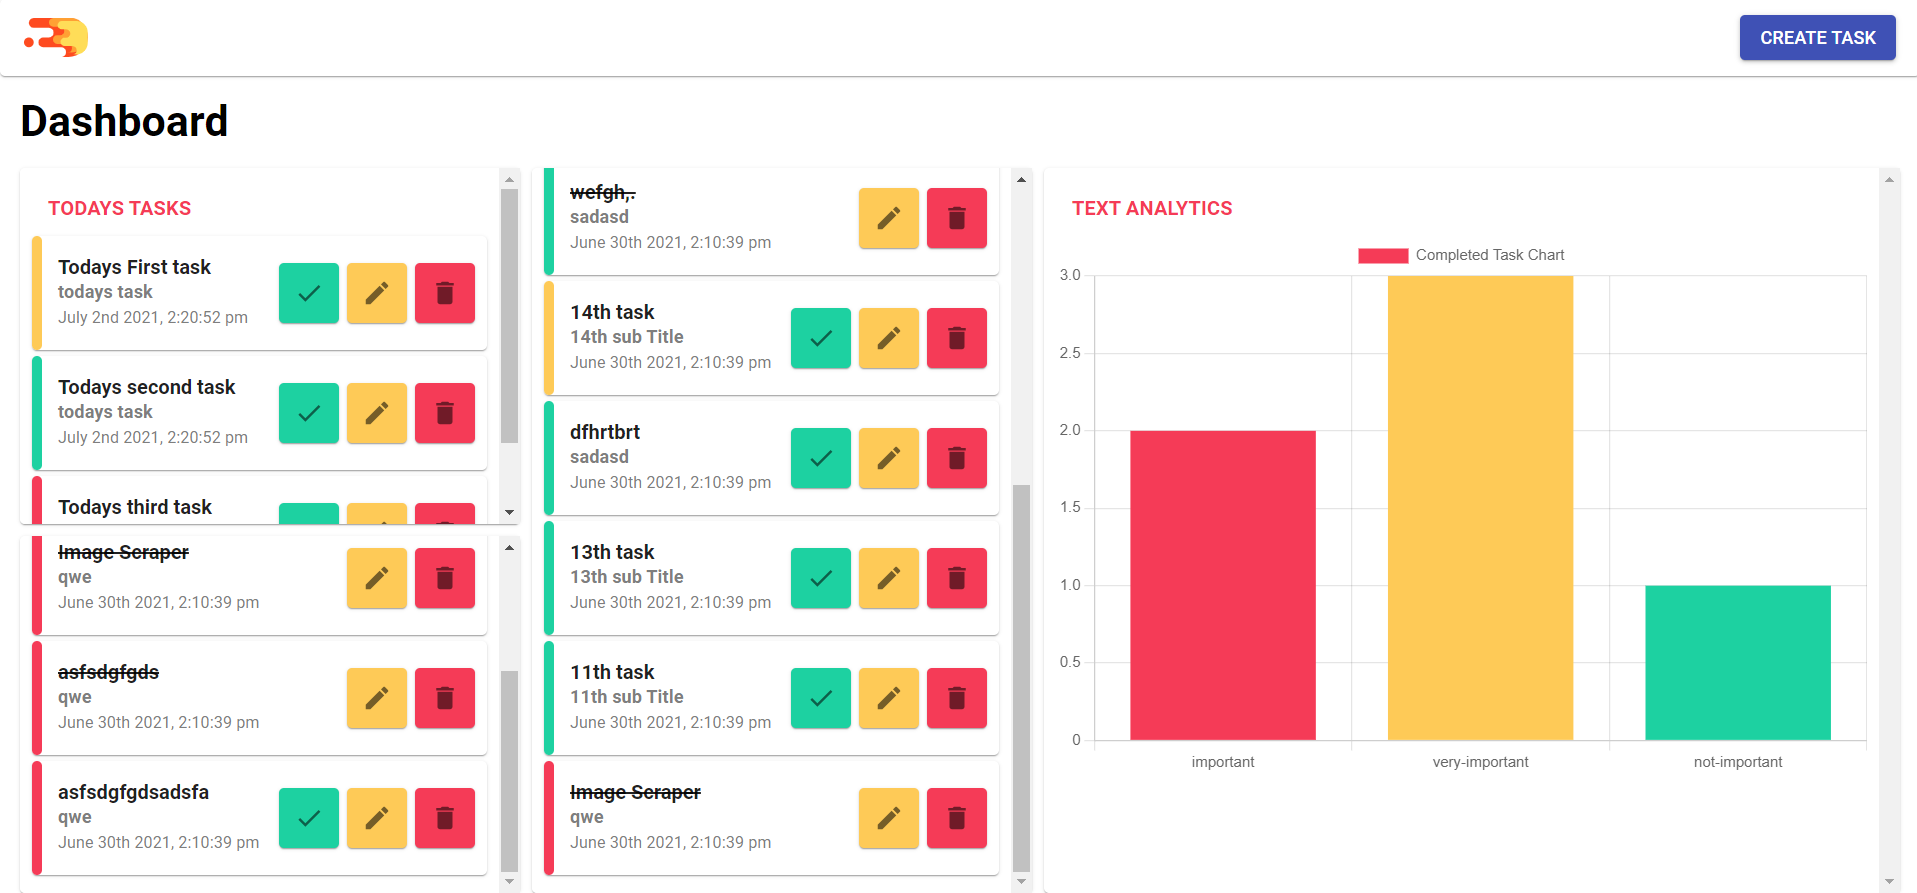 CREATE TASK
Dashboard
TODAYS TASKS
Todays First task
todays task
July 2nd 2021, 2:20:52 pm
Todays second task
todays task
July 2nd 2021, 2:20:52 pm
Todays third task
Image Scraper
qwe
June 30th 2021, 2:10:39 pm
asfsdgfgds
qwe
June 30th 2021, 2:10:39 pm
asfsdgfgdsadsfa
qwe
June 30th 2021, 2:10:39 pm
wefgh,.
sadasd
June 30th 2021, 2:10:39 pm
14th task
14th sub Title
June 30th 2021, 2:10:39 pm
dfhrtbrt
sadasd
June 30th 2021, 2:10:39 pm
13th task
13th sub Title
June 30th 2021, 2:10:39 pm
11th task
11th sub Title
June 30th 2021, 2:10:39 pm
Image Scraper
qwe
June 30th 2021, 2:10:39 pm
TEXT ANALYTICS
Completed Task Chart
3.0
2.5
2.0
1.5
1.0
0.5
0
important very-important not-important